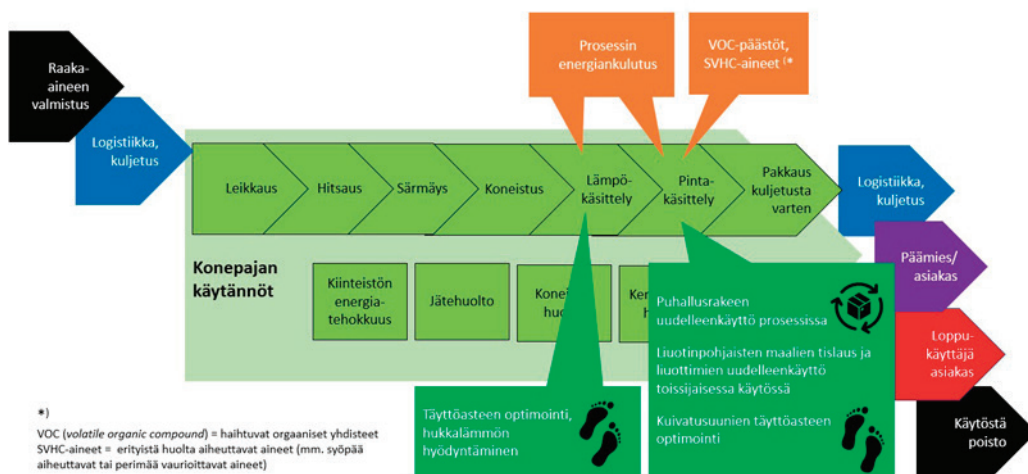 Prosessin
energiankulutus
VOC-päästöt,
SVHC-aineet (*
Raaka-
aineen
valmistus
Logistiikka,
kuljetus
Leikkaus
Hitsaus
Särmäys
Koneistus
Lämpö-
käsittely
Pinta-
käsittely
Pakkaus
kuljetusta
varten
Logistiikka,
kuljetus
Päämies/
asiakas
Loppu-
käyttäjä
asiakas
Käytöstä
poisto
Konepajan
käytännöt
Kiinteistön
energia-
tehokkuus
Jätehuolto
Puhallusrakeen
uudelleenkäyttö prosessissa
Liuotinpohjaisten maalien tislaus ja
liuottimien uudelleenkäyttö
toissijaisessa käytössä
Kuivatusuunien täyttöasteen
optimointi
Täyttöasteen optimointi,
hukkalämmön
hyödyntäminen
*)
VOC (volatile organic compound) = haihtuvat orgaaniset yhdisteet
SVHC-aineet = erityistä huolta aiheuttavat aineet (mm. syöpää
aiheuttavat tai perimää vaurioittavat aineet)